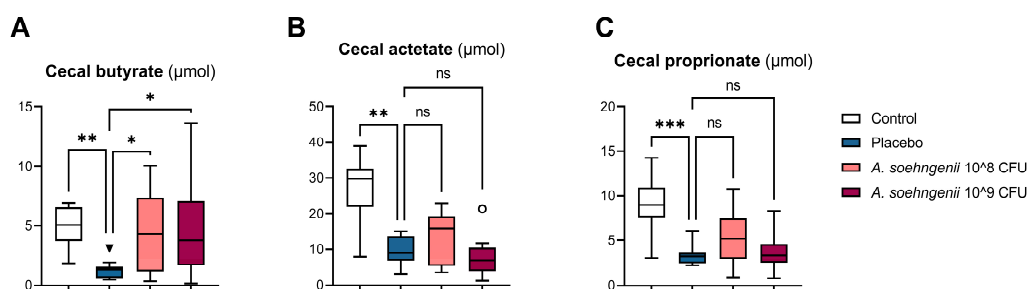 A
B
C
Cecal butyrate (µmol)
Cecal actetate (µmol)
Cecal proprionate (µmol)
15
10
5
0
**
*
*
50
40
30
20
10
0
**
ns
ns
20
15
10
5
0
***
ns
ns
Control
Placebo
A. soehngenii 10^8 CFU
A. soehngenii 10^9 CFU